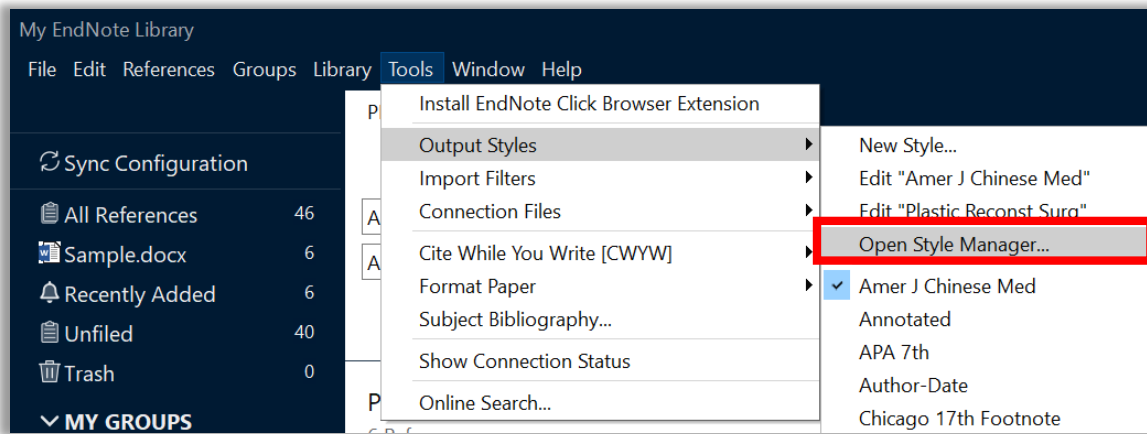 My EndNote Library
File Edit References Groups Library Tools Window Help
Sync Configuration
All References 46
Sample.docx 6
Recently Added 6
Unfiled 40
Trash 0
MY GROUPS
Install EndNote Click Browser Extension
Output Styles
Import Filters
Connection Files
Cite While You Write [CWYW]
Format Paper
Subject Bibliography...
Show Connection Status
Online Search...
New Style...
Edit "Amer J Chinese Med"
Edit "Plastic Reconst Surg"
Open Style Manager...
Amer J Chinese Med
Annotated
APA 7th
Author-Date
Chicago 17th Footnote